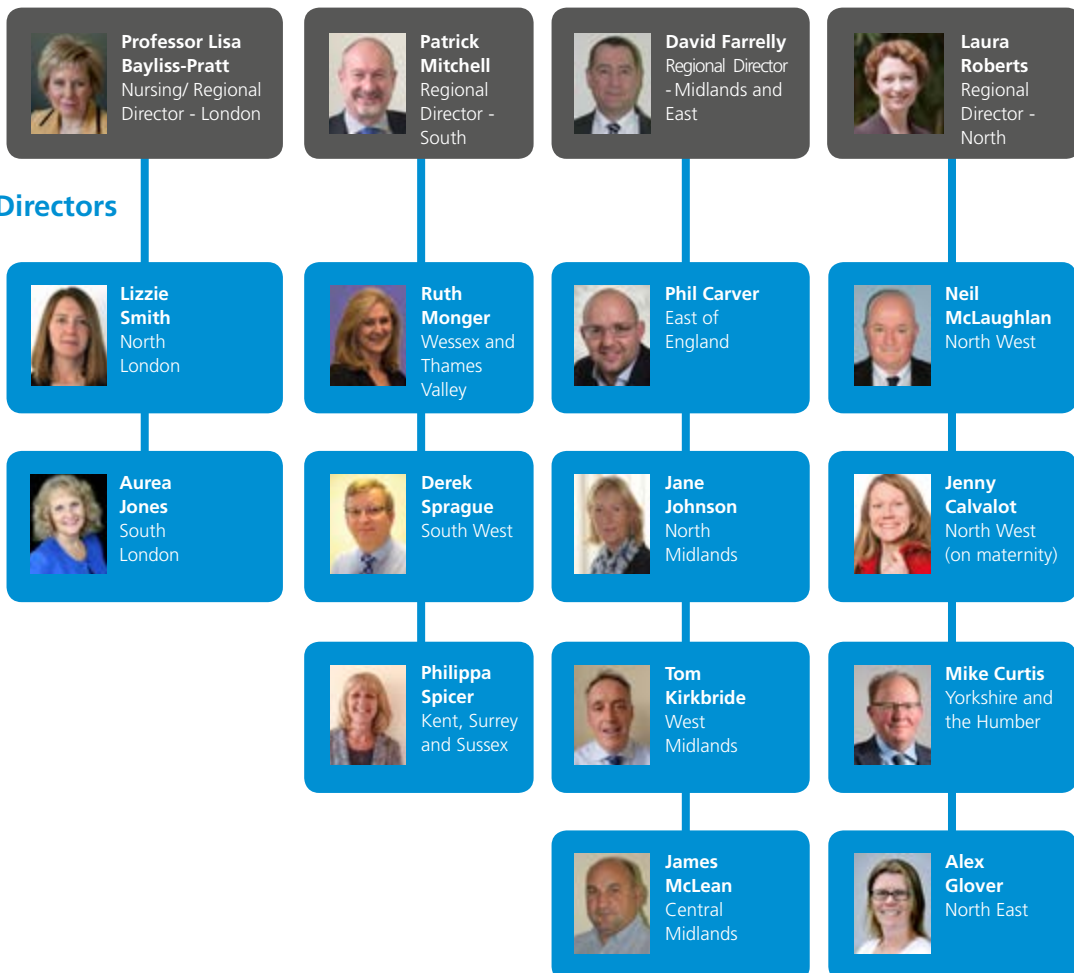 Professor Lisa
Bayliss-Pratt
Nursing/ Regional
Director - London
Patrick
Mitchell
Regional
Director -
South
David Farrelly
Regional Director
- Midlands and
East
Laura
Roberts
Regional
Director -
North
Directors
Lizzie
Smith
North
London
Ruth
Monger
Wessex and
Thames
Valley
Phil Carver
East of
England
Neil
McLaughlan
North West
Aurea
Jones
South
London
Derek
Sprague
South West
Jane
Johnson
North
Midlands
Jenny
Calvalot
North West
(on maternity)
Philippa
Spicer
Kent, Surrey
and Sussex
Tom
Kirkbride
West
Midlands
Mike Curtis
Yorkshire and
the Humber
James
McLean
Central
Midlands
Alex
Glover
North East